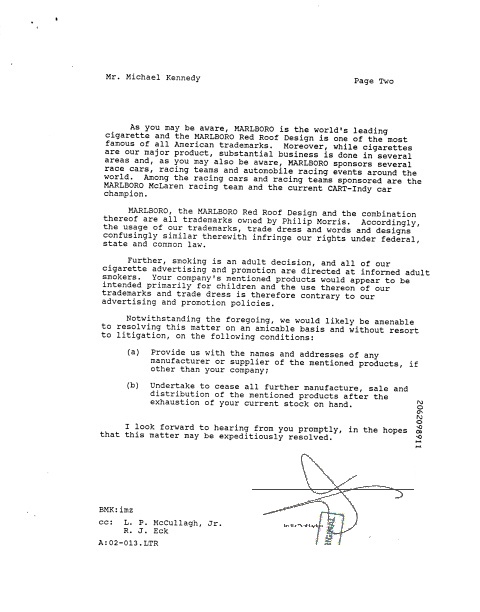 Mr. Michael Kennedy
Page Two
As you may be aware, MARLBORO is the world's leading
cigarette and the MARLBORO Red Roof Design is one of the most
famous of all American trademarks. Moreover, while cigarettes
are our major product, substantial business is done in several
areas and, as you may also be aware, MARLBORO sponsors several
race cars, racing teams and automobile racing events around the
world. Among the racing cars and racing teams sponsored are the
MARLBORO McLaren racing team and the current CART-Indy car
champion.
MARLBORO, the MARLBORO Red Roof Design and the combination
thereof are all trademarks owned by Philip Morris. Accordingly,
the usage of our trademarks, trade dress and words and designs
confusingly similar therewith infringe our rights under federal,
state and common law.
Further, smoking is an adult decision, and all of our
cigarette advertising and promotion are directed at informed adult
smokers. Your company's mentioned products would appear to be
intended primarily for children and the use thereof of our
trademarks and trade dress is therefore contrary to our
advertising and promotion policies.
Notwithstanding the foregoing, we would likely be amenable
to resolving this matter on an amicable basis and without resort
to litigation, on the following conditions:
(a) Provide us with the names and addresses of any
manufacturer or supplier of the mentioned products, if
other than your company;
(b) Undertake to cease all further manufacture, sale and
distribution of the mentioned products after the
exhaustion of your current stock on hand.
I look forward to hearing from you promptly, in the hopes
that this matter may be expeditiously resolved.
2062098911
BMK:imz
cc: L. P. McCullagh, Jr.
R. J. Eck
A:02-013.LTR